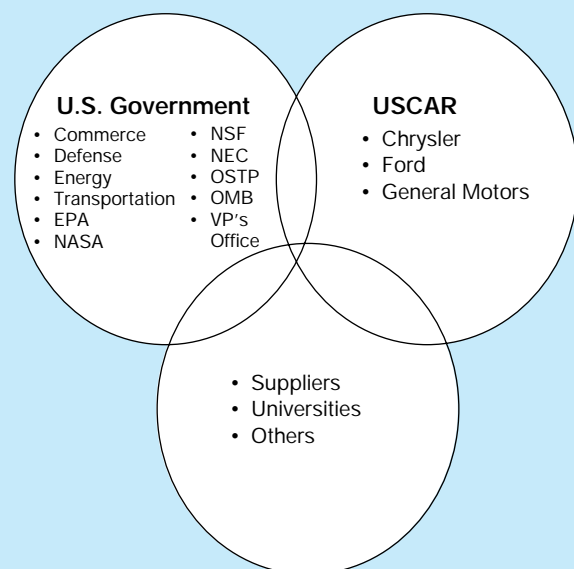 U.S. Government
• Commerce
• Defense
• Energy
• Transportation
• EPA
• NASA
• NSF
• NEC
• OSTP
• OMB
• VP's
Office
USCAR
• Chrysler
• Ford
• General Motors
• Suppliers
• Universities
• Others